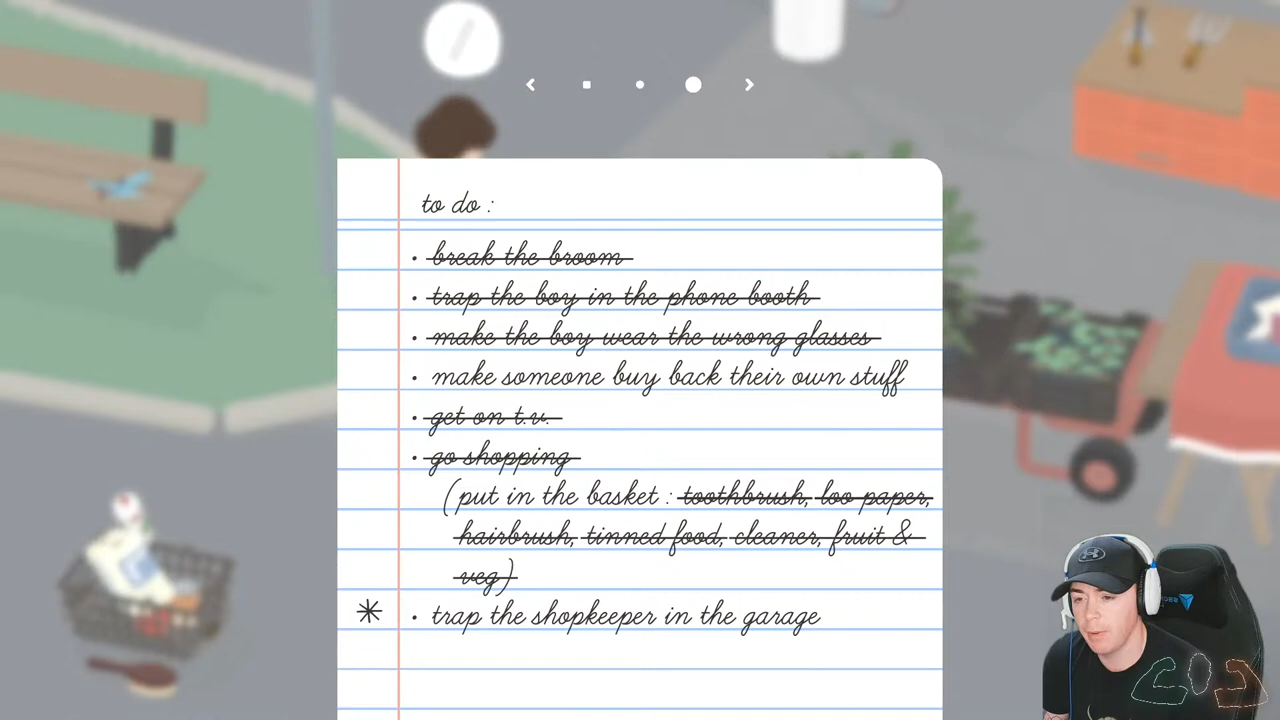 to do :
• break the broom
• trap the boy in the phone booth
• make the boy wear the wrong glasses
• make someone buy back their own stuff
• get on t.v.
• go shopping
(put in the basket : toothbrush, loo paper,
hairbrush, tinned food, cleaner, fruit &
veg)
* • trap the shopkeeper in the garage